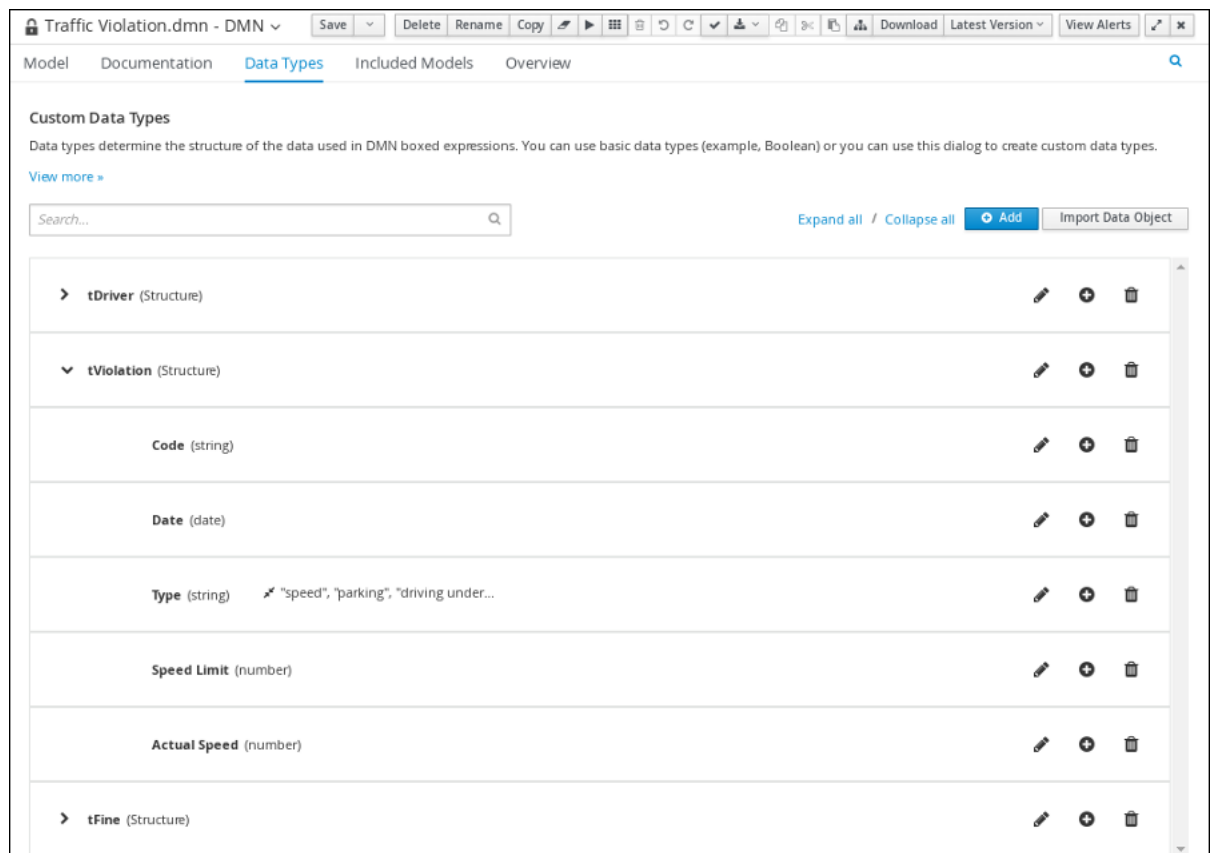 Traffic Violation.dmn - DMN
Save Delete Rename Copy Download Latest Version View Alerts
Model Documentation Data Types Included Models Overview
Custom Data Types
Data types determine the structure of the data used in DMN boxed expressions. You can use basic data types (example, Boolean) or you can use this dialog to create custom data types.
View more »
Search... Expand all / Collapse all Add Import Data Object
tDriver (Structure)
tViolation (Structure)
Code (string)
Date (date)
Type (string) "speed", "parking", "driving under...
Speed Limit (number)
Actual Speed (number)
tFine (Structure)